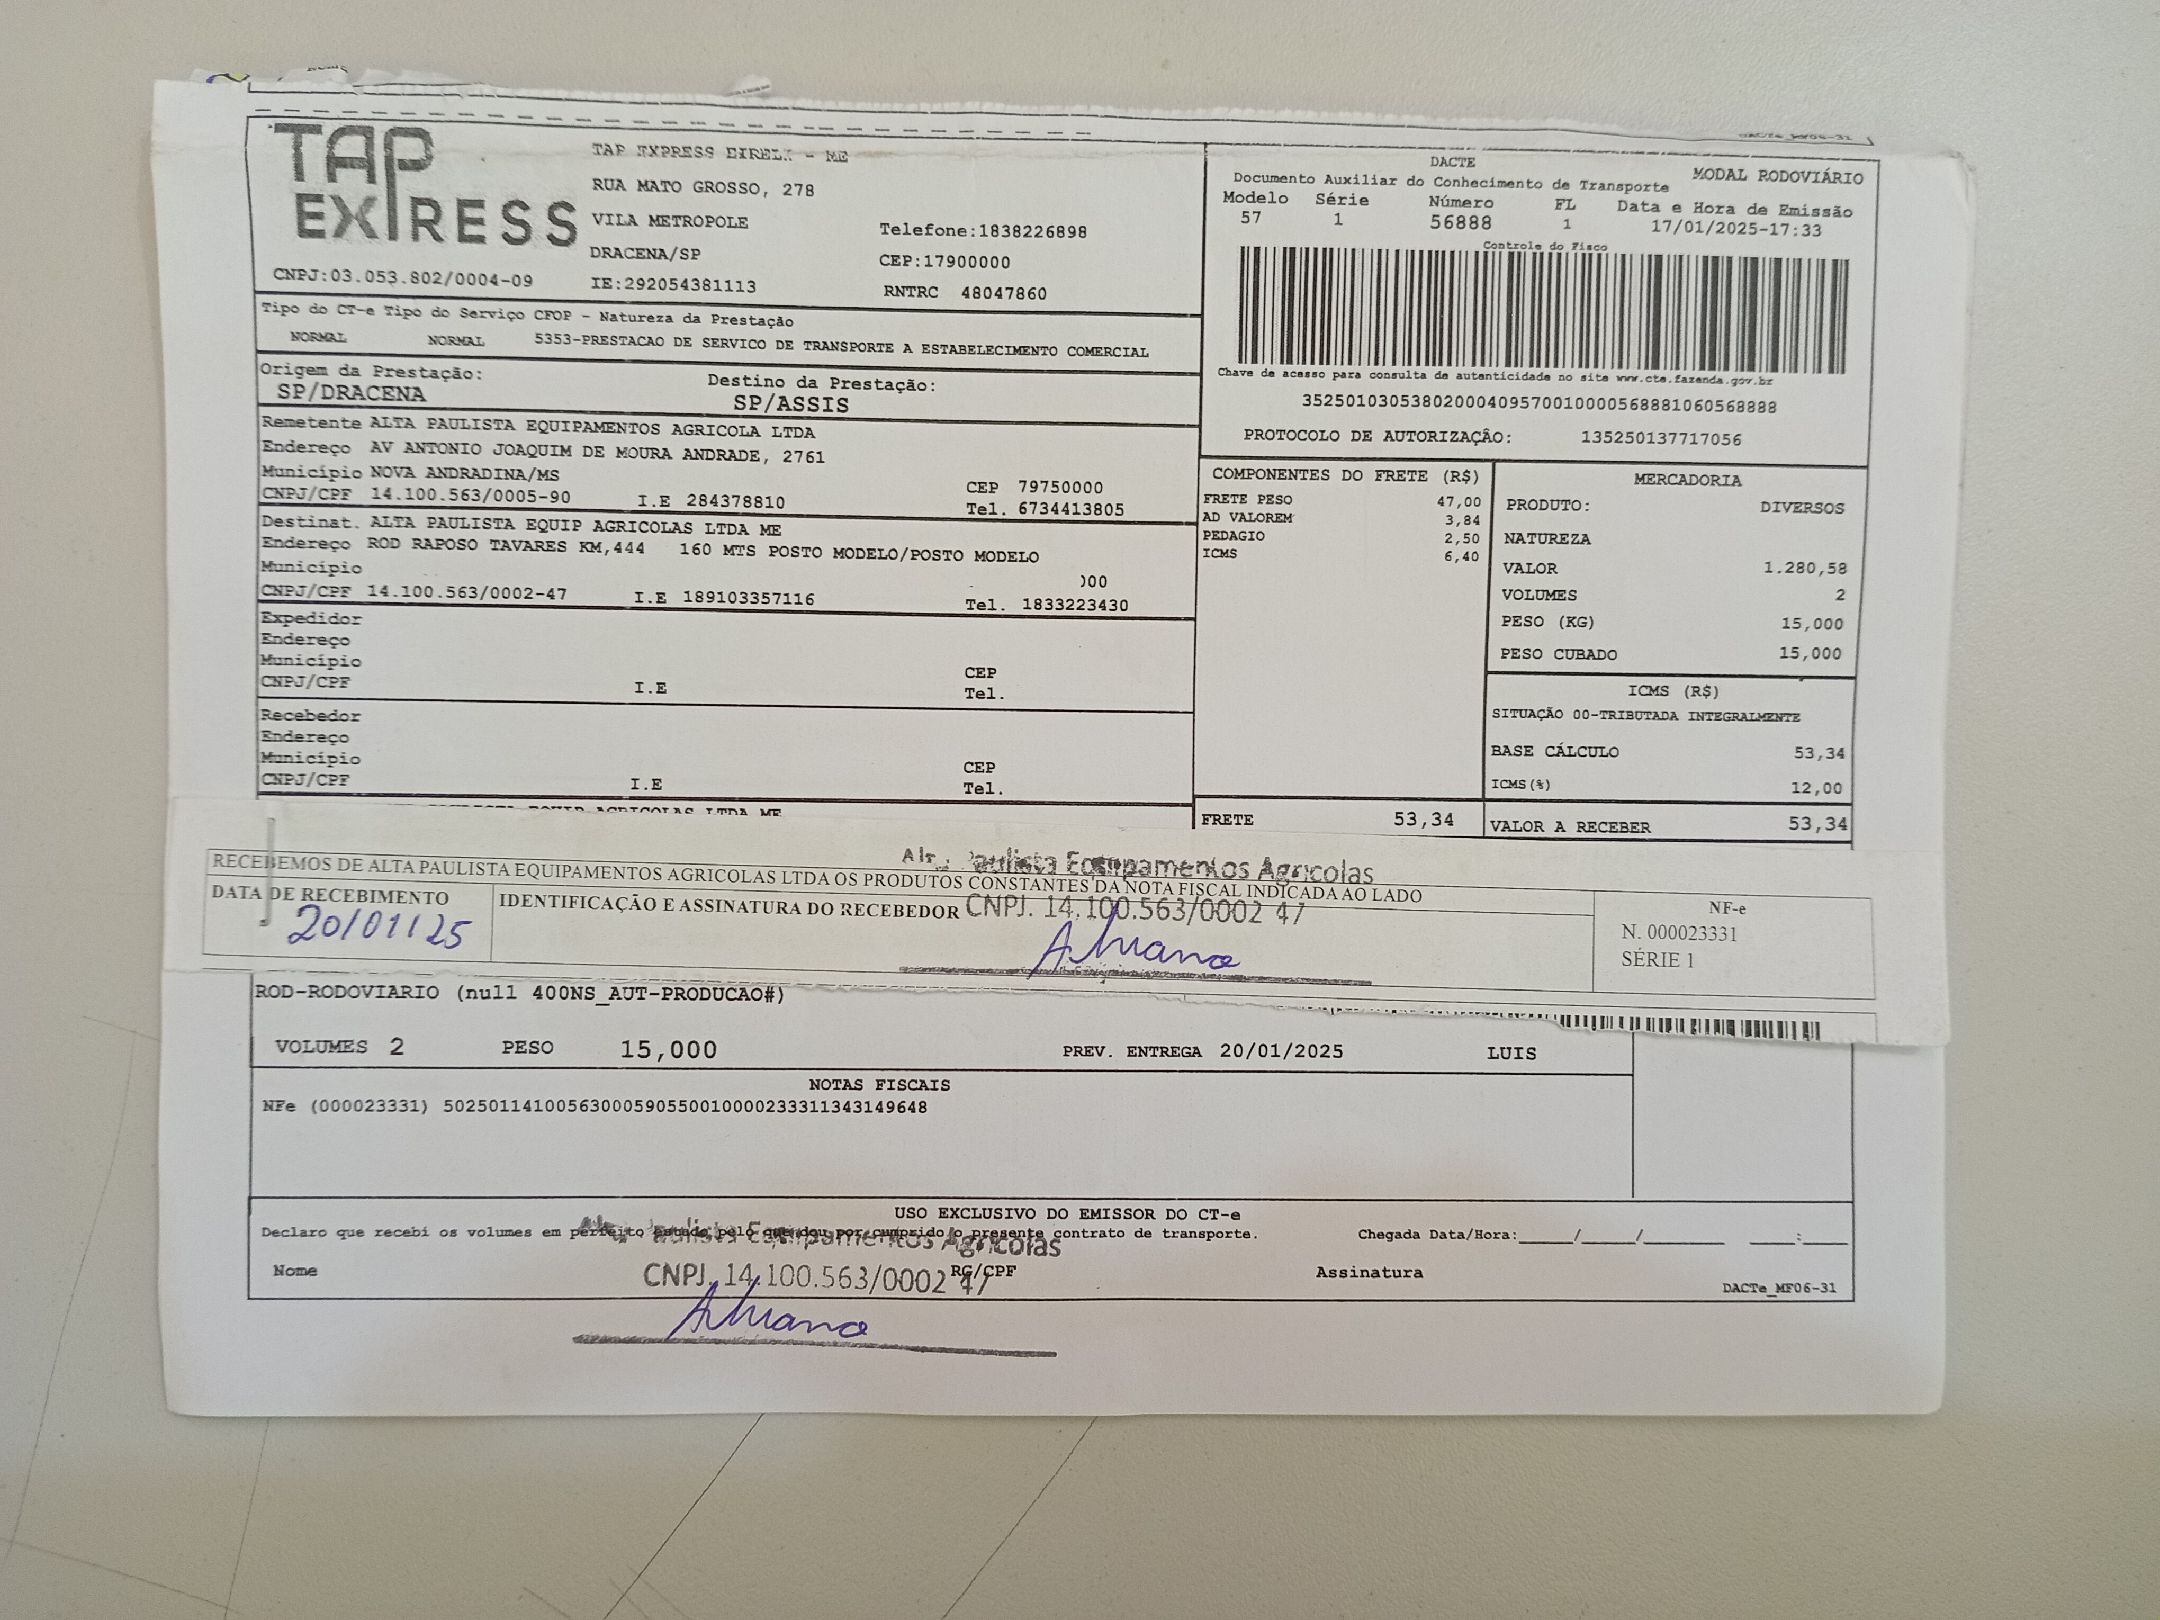 TAP
EXPRESS
CNPJ:03.053.802/0004-09
TAP EXPRESS EIRELI - ME
RUA MATO GROSSO, 278
VILA METROPOLE
DRACENA/SP
IE:292054381113
Telefone:1838226898
CEP:17900000
RNTRC 48047860
DACTE
MODAL RODOVIÁRIO
Documento Auxiliar do Conhecimento de Transporte
Modelo Série Número FL Data e Hora de Emissão
57 1 56888 1 17/01/2025-17:33
Controle do Fisco
Chave de acesso para consulta de autenticidade no site www.cte.fazenda.gov.br
35250103053802000409570010000568881060568888
PROTOCOLO DE AUTORIZAÇÃO: 135250137717056
Tipo do CT-e Tipo do Serviço CFOP - Natureza da Prestação
NORMAL NORMAL 5353-PRESTACAO DE SERVICO DE TRANSPORTE A ESTABELECIMENTO COMERCIAL
Origem da Prestação: Destino da Prestação:
SP/DRACENA SP/ASSIS
Remetente ALTA PAULISTA EQUIPAMENTOS AGRICOLA LTDA
Endereço AV ANTONIO JOAQUIM DE MOURA ANDRADE, 2761
Município NOVA ANDRADINA/MS CEP 79750000
CNPJ/CPF 14.100.563/0005-90 I.E 284378810 Tel. 6734413805
Destinat. ALTA PAULISTA EQUIP AGRICOLAS LTDA ME
Endereço ROD RAPOSO TAVARES KM,444 160 MTS POSTO MODELO/POSTO MODELO
Município 00
CNPJ/CPF 14.100.563/0002-47 I.E 189103357116 Tel. 1833223430
Expedidor
Endereço
Município CEP
CNPJ/CPF I.E Tel.
Recebedor
Endereço
Município CEP
CNPJ/CPF I.E Tel.
EQUIP AGRICOLAS LTDA ME
COMPONENTES DO FRETE (R$)
FRETE PESO 47,00
AD VALOREM 3,84
PEDAGIO 2,50
ICMS 6,40
FRETE 53,34
MERCADORIA
PRODUTO: DIVERSOS
NATUREZA
VALOR 1.280,58
VOLUMES 2
PESO (KG) 15,000
PESO CUBADO 15,000
ICMS (R$)
SITUAÇÃO 00-TRIBUTADA INTEGRALMENTE
BASE CÁLCULO 53,34
ICMS(%) 12,00
VALOR A RECEBER 53,34
Paulista Equipamentos Agricolas
RECEBEMOS DE ALTA PAULISTA EQUIPAMENTOS AGRICOLAS LTDA OS PRODUTOS CONSTANTES DA NOTA FISCAL INDICADA AO LADO
DATA DE RECEBIMENTO
20/01/25
IDENTIFICAÇÃO E ASSINATURA DO RECEBEDOR
CNPJ. 14.100.563/0002 47
NF-e
N. 000023331
SÉRIE 1
ROD-RODOVIARIO (null 400NS_AUT-PRODUCAO#)
VOLUMES 2 PESO 15,000 PREV. ENTREGA 20/01/2025 LUIS
NOTAS FISCAIS
NFe (000023331) 50250114100563000590550010000233311343149648
USO EXCLUSIVO DO EMISSOR DO CT-e
Declaro que recebi os volumes em perfeito estado pelo que dou por cumprido o presente contrato de transporte. Chegada Data/Hora:_____/_____/________ ____:____
Paulista Equipamentos Agricolas
Nome RG/CPF Assinatura
CNPJ. 14.100.563/0002 47
DACTe_MF06-31